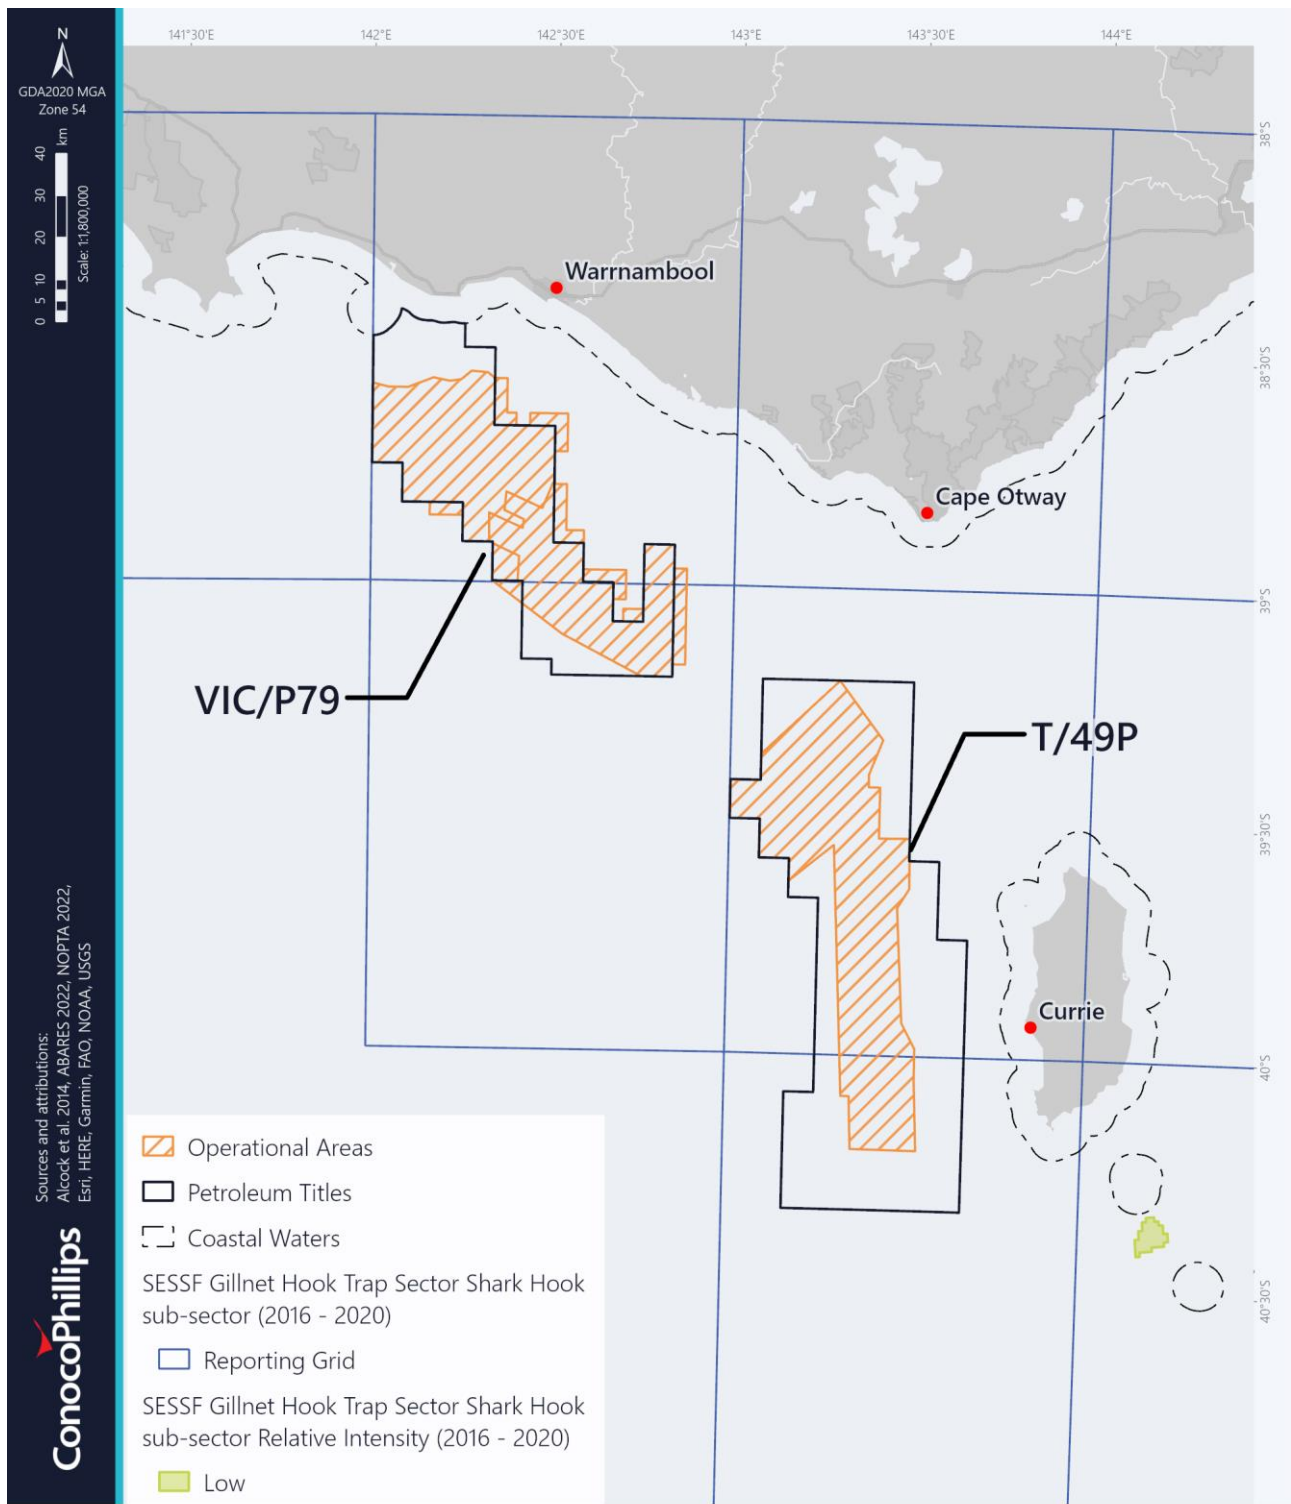 141°30'E
142°E
142°30'E
143°E
143°30'E
144°E
N
GDA2020 MGA
Zone 54
km
0 5 10 20 30 40
Scale: 1:1,800,000
38°S
38°30'S
39°S
39°30'S
40°S
40°30'S
Warrnambool
Cape Otway
VIC/P79
T/49P
Currie
Sources and attributions:
Alcock et al. 2014, ABARES 2022, NOPTA 2022,
Esri, HERE, Garmin, FAO, NOAA, USGS
ConocoPhillips
Operational Areas
Petroleum Titles
Coastal Waters
SESSF Gillnet Hook Trap Sector Shark Hook
sub-sector (2016 - 2020)
Reporting Grid
SESSF Gillnet Hook Trap Sector Shark Hook
sub-sector Relative Intensity (2016 - 2020)
Low